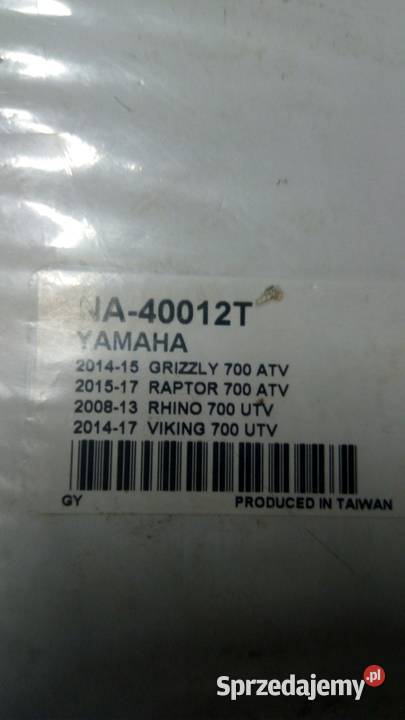 NA-40012T
YAMAHA
2014-15 GRIZZLY 700 ATV
2015-17 RAPTOR 700 ATV
2008-13 RHINO 700 UTV
2014-17 VIKING 700 UTV
GY PRODUCED IN TAIWAN
Sprzedajemy.pl